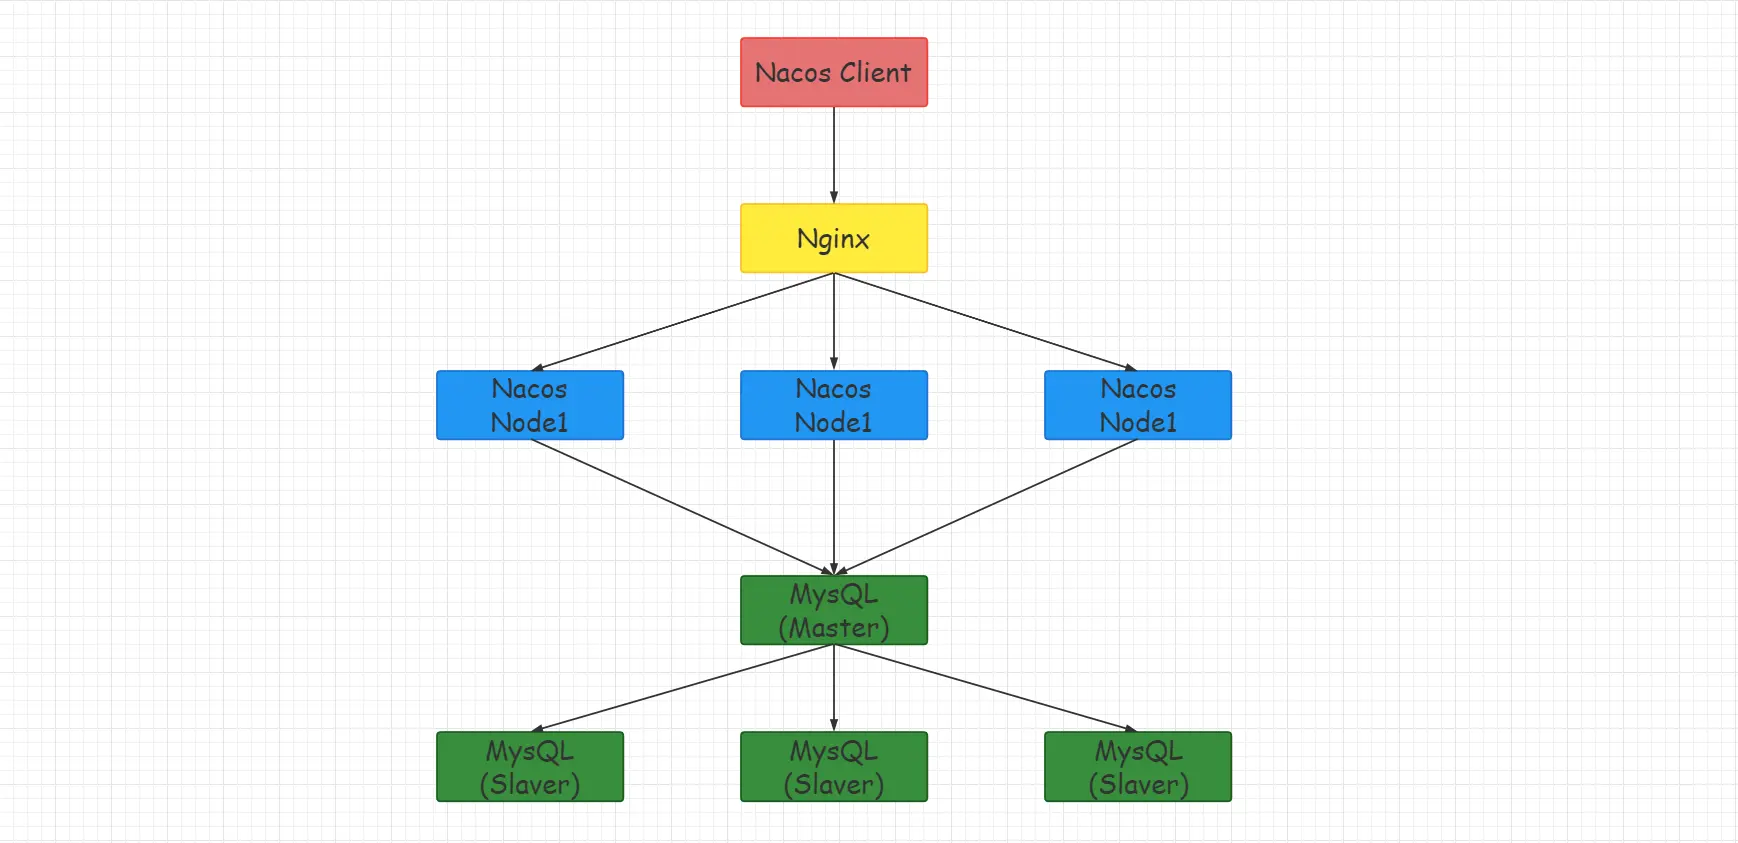 Nacos Client
Nginx
Nacos
Node1
Nacos
Node1
Nacos
Node1
MysQL
(Master)
MysQL
(Slaver)
MysQL
(Slaver)
MysQL
(Slaver)